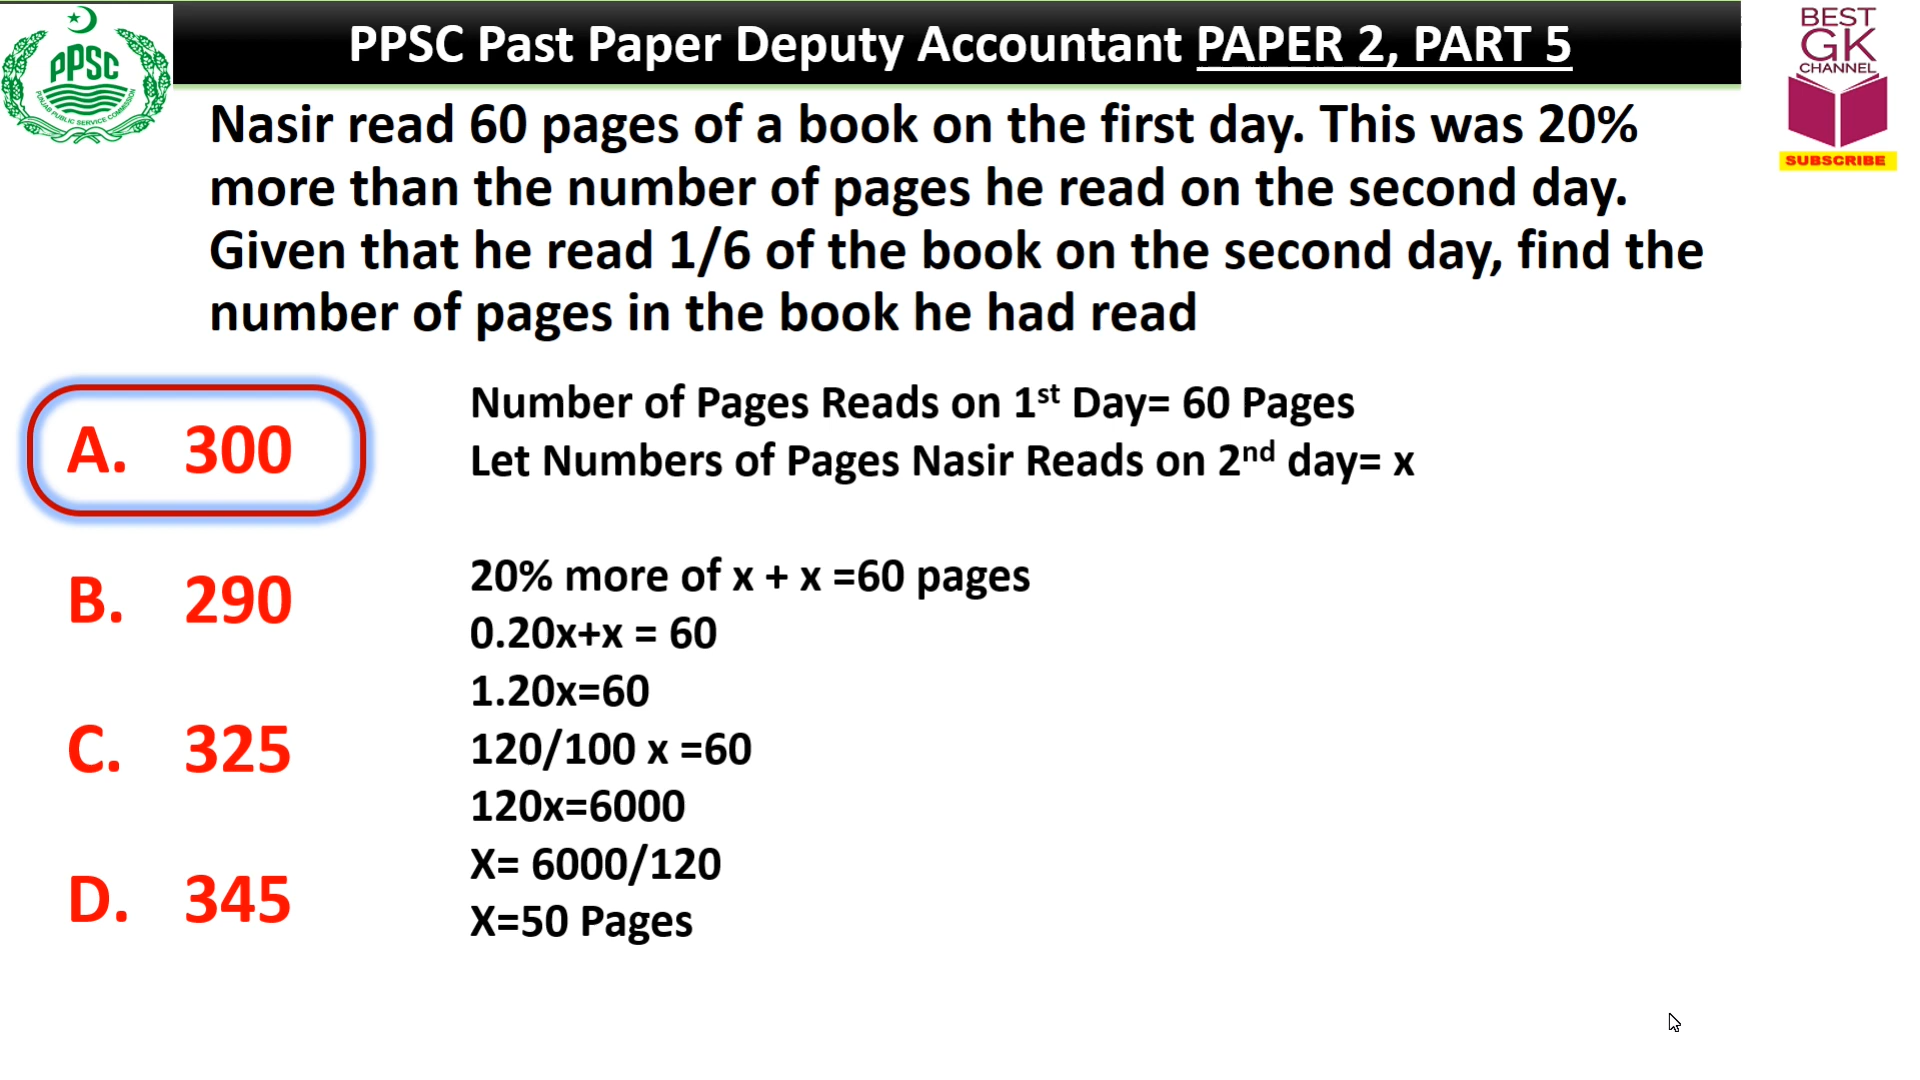 PPSC Past Paper Deputy Accountant PAPER 2, PART 5
PPSC
PUNJAB PUBLIC SERVICE COMMISSION
BEST
GK
CHANNEL
SUBSCRIBE
Nasir read 60 pages of a book on the first day. This was 20%
more than the number of pages he read on the second day.
Given that he read 1/6 of the book on the second day, find the
number of pages in the book he had read
A. 300
B. 290
C. 325
D. 345
Number of Pages Reads on 1st Day= 60 Pages
Let Numbers of Pages Nasir Reads on 2nd day= x
20% more of x + x =60 pages
0.20x+x = 60
1.20x=60
120/100 x =60
120x=6000
X= 6000/120
X=50 Pages